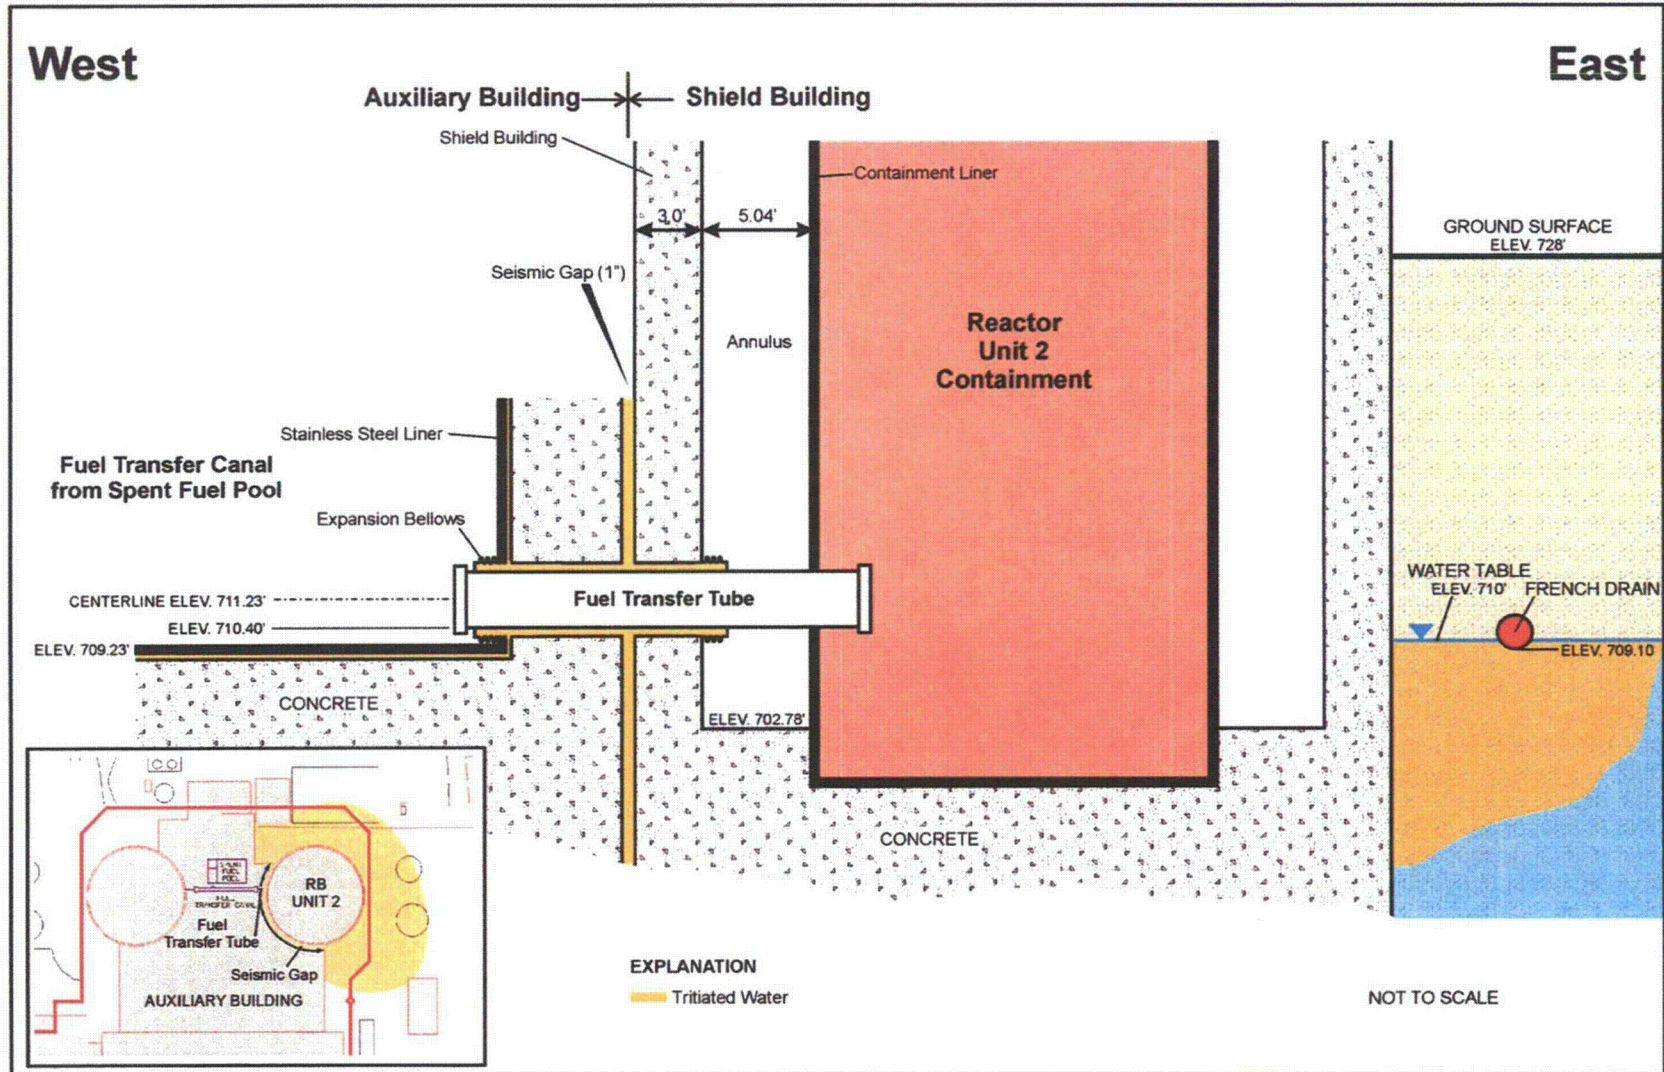 West
East
Auxiliary Building
Shield Building
Shield Building
Containment Liner
3.0'
5.04'
GROUND SURFACE
ELEV. 728'
Seismic Gap (1")
Annulus
Reactor
Unit 2
Containment
Stainless Steel Liner
Fuel Transfer Canal
from Spent Fuel Pool
Expansion Bellows
WATER TABLE
ELEV. 710'
FRENCH DRAIN
CENTERLINE ELEV. 711.23'
Fuel Transfer Tube
ELEV. 710.40'
ELEV. 709.23'
ELEV. 709.10
CONCRETE
ELEV. 702.78'
CONCRETE
RB
UNIT 2
Fuel
Transfer Tube
Seismic Gap
AUXILIARY BUILDING
EXPLANATION
Tritiated Water
NOT TO SCALE